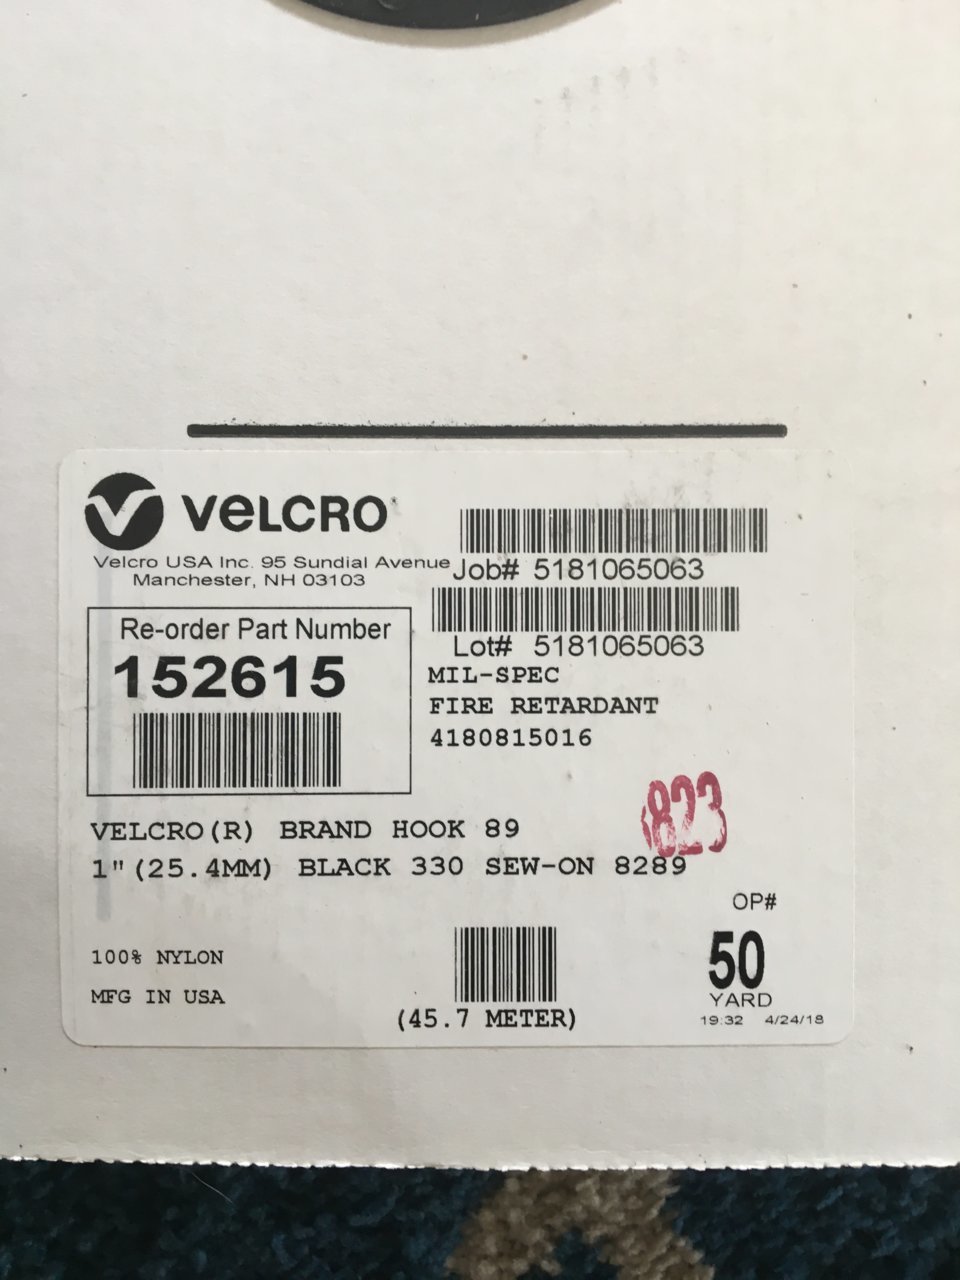 VELCRO
Velcro USA Inc. 95 Sundial Avenue
Manchester, NH 03103
Job# 5181065063
Lot# 5181065063
Re-order Part Number
152615
MIL-SPEC
FIRE RETARDANT
4180815016
823
VELCRO(R) BRAND HOOK 89
1"(25.4MM) BLACK 330 SEW-ON 8289
OP#
100% NYLON
50
YARD
MFG IN USA
(45.7 METER)
19:32 4/24/18